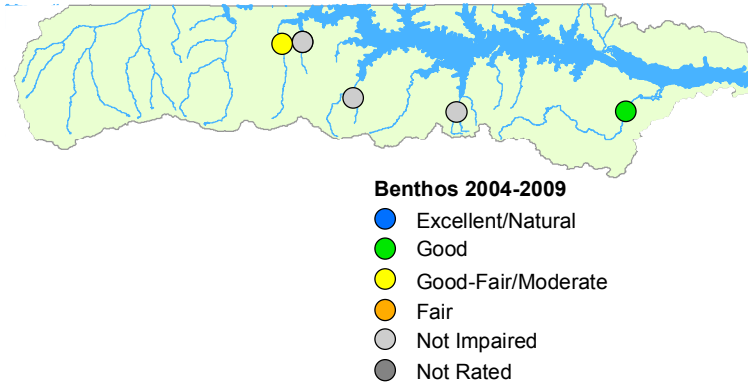 Benthos 2004-2009
Excellent/Natural
Good
Good-Fair/Moderate
Fair
Not Impaired
Not Rated